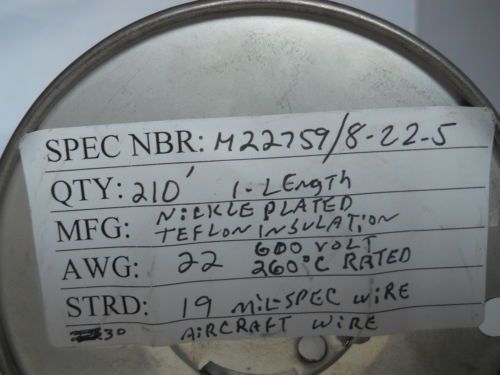 SPEC NBR: M22759/8-22-5
QTY: 210' 1-LENGTH
NICKLE PLATED
MFG: TEFLON INSULATION
600 VOLT
AWG: 22 260°C RATED
STRD: 19 MIL-SPEC WIRE
30 AIRCRAFT WIRE